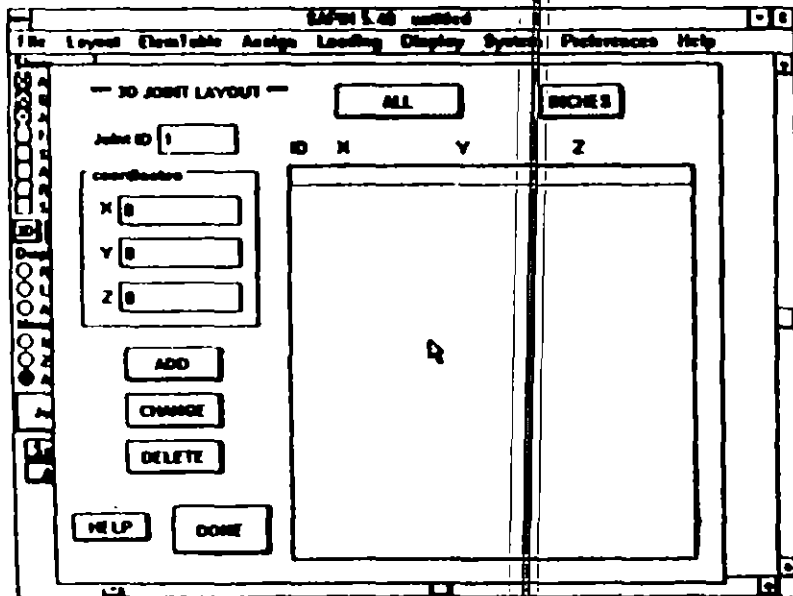 SAPIN 5.40 untitled
File Layout ElemTable Assign Loading Display System Preferences Help
3D JOINT LAYOUT
ALL
INCHES
Joint ID 1
ID X Y Z
coordinates
X 0
Y 0
Z 0
ADD
CHANGE
DELETE
HELP
DONE